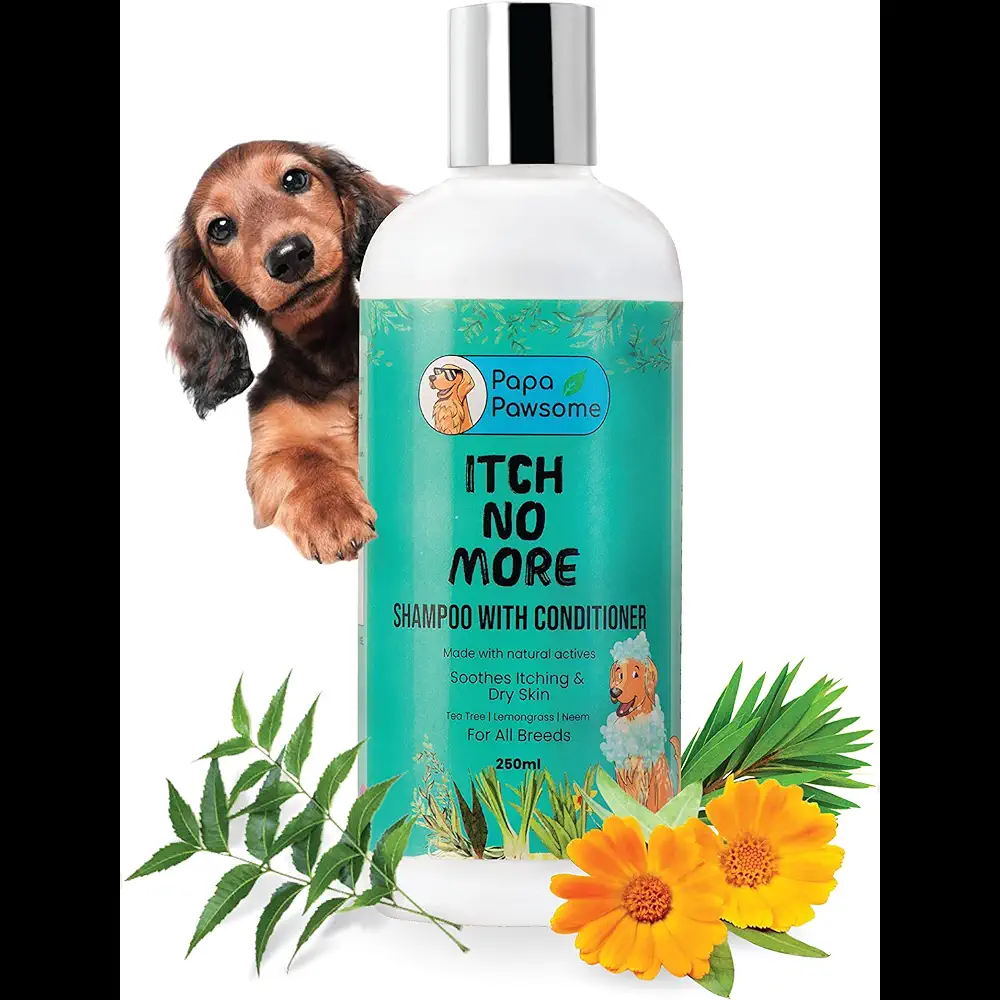 Papa
Pawsome
ITCH
NO
MORE
SHAMPOO WITH CONDITIONER
Made with natural actives
Soothes Itching &
Dry Skin
Tea Tree | Lemongrass | Neem
For All Breeds
250ml